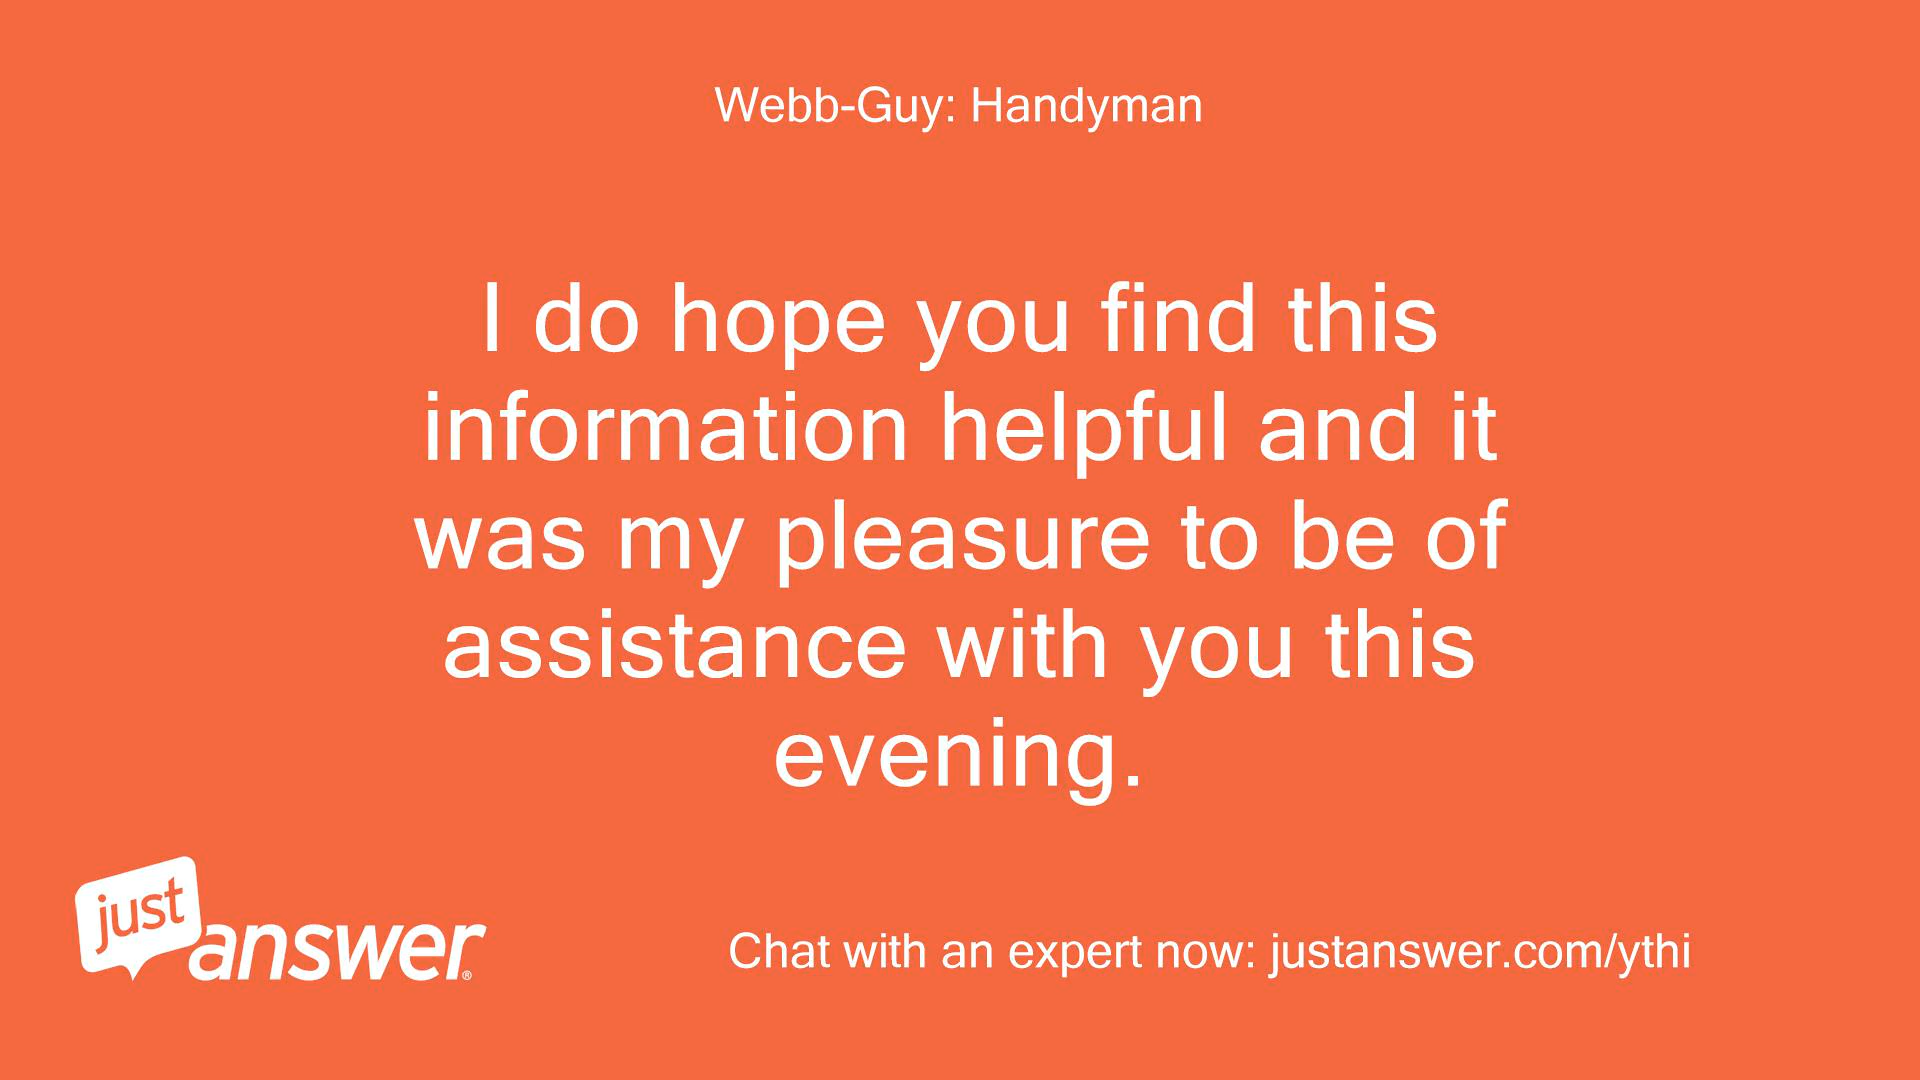 Webb-Guy: Handyman
I do hope you find this
information helpful and it
was my pleasure to be of
assistance with you this
evening.
just
answer®
Chat with an expert now: justanswer.com/ythi